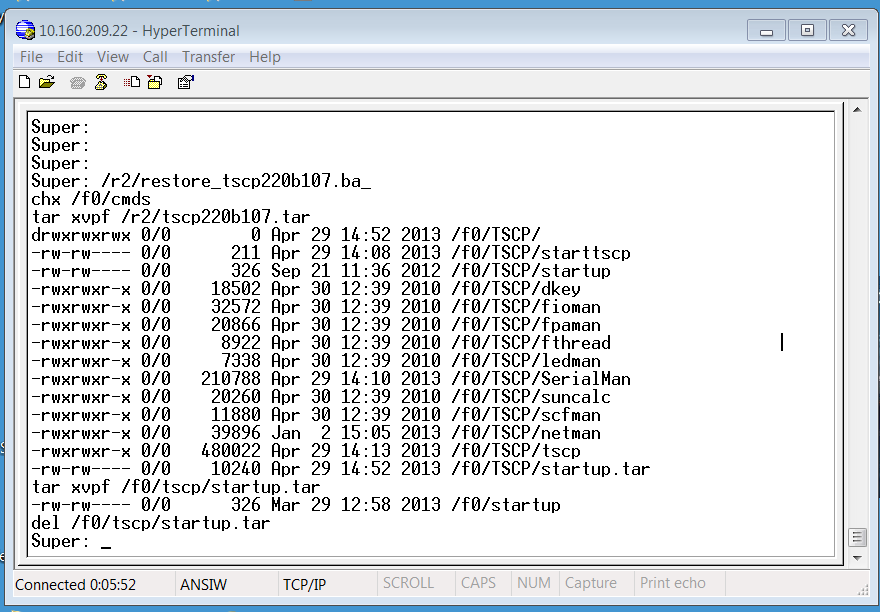 10.160.209.22 - HyperTerminal
File Edit View Call Transfer Help
Super:
Super:
Super:
Super: /r2/restore_tscp220b107.ba_
chx /f0/cmds
tar xvpf /r2/tscp220b107.tar
drwxrwxrwx 0/0        0 Apr 29 14:52 2013 /f0/TSCP/
-rw-rw---- 0/0      211 Apr 29 14:08 2013 /f0/TSCP/starttscp
-rw-rw---- 0/0      326 Sep 21 11:36 2012 /f0/TSCP/startup
-rwxrwxr-x 0/0    18502 Apr 30 12:39 2010 /f0/TSCP/dkey
-rwxrwxr-x 0/0    32572 Apr 30 12:39 2010 /f0/TSCP/fioman
-rwxrwxr-x 0/0    20866 Apr 30 12:39 2010 /f0/TSCP/fpaman
-rwxrwxr-x 0/0     8922 Apr 30 12:39 2010 /f0/TSCP/fthread
-rwxrwxr-x 0/0     7338 Apr 30 12:39 2010 /f0/TSCP/ledman
-rwxrwxr-x 0/0   210788 Apr 29 14:10 2013 /f0/TSCP/SerialMan
-rwxrwxr-x 0/0    20260 Apr 30 12:39 2010 /f0/TSCP/suncalc
-rwxrwxr-x 0/0    11880 Apr 30 12:39 2010 /f0/TSCP/scfman
-rwxrwxr-x 0/0    39896 Jan  2 15:05 2013 /f0/TSCP/netman
-rwxrwxr-x 0/0   480022 Apr 29 14:13 2013 /f0/TSCP/tscp
-rw-rw---- 0/0    10240 Apr 29 14:52 2013 /f0/TSCP/startup.tar
tar xvpf /f0/tscp/startup.tar
-rw-rw---- 0/0      326 Mar 29 12:58 2013 /f0/startup
del /f0/tscp/startup.tar
Super: _
Connected 0:05:52 ANSIW TCP/IP SCROLL CAPS NUM Capture Print echo